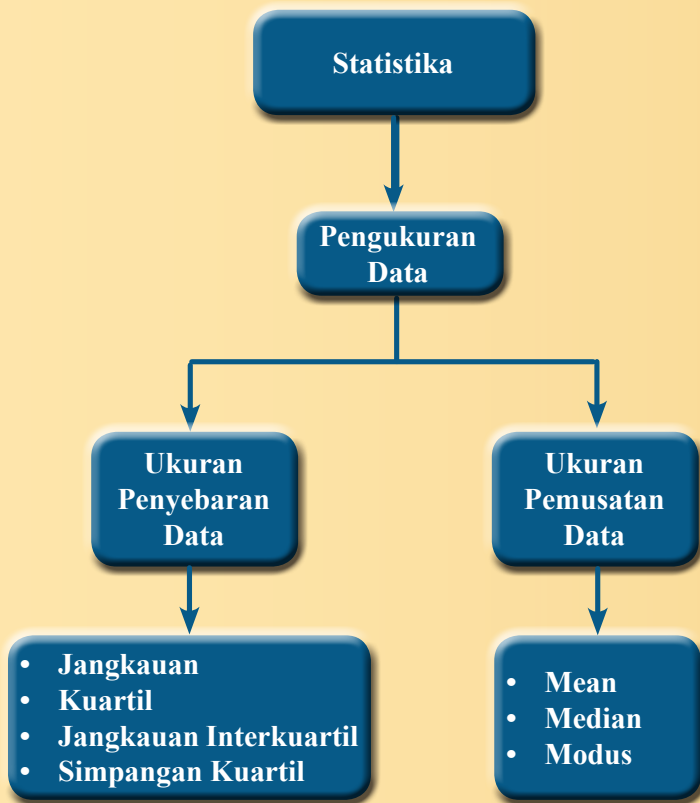 Statistika
Pengukuran
Data
Ukuran
Penyebaran
Data
Ukuran
Pemusatan
Data
• Jangkauan
• Kuartil
• Jangkauan Interkuartil
• Simpangan Kuartil
• Mean
• Median
• Modus